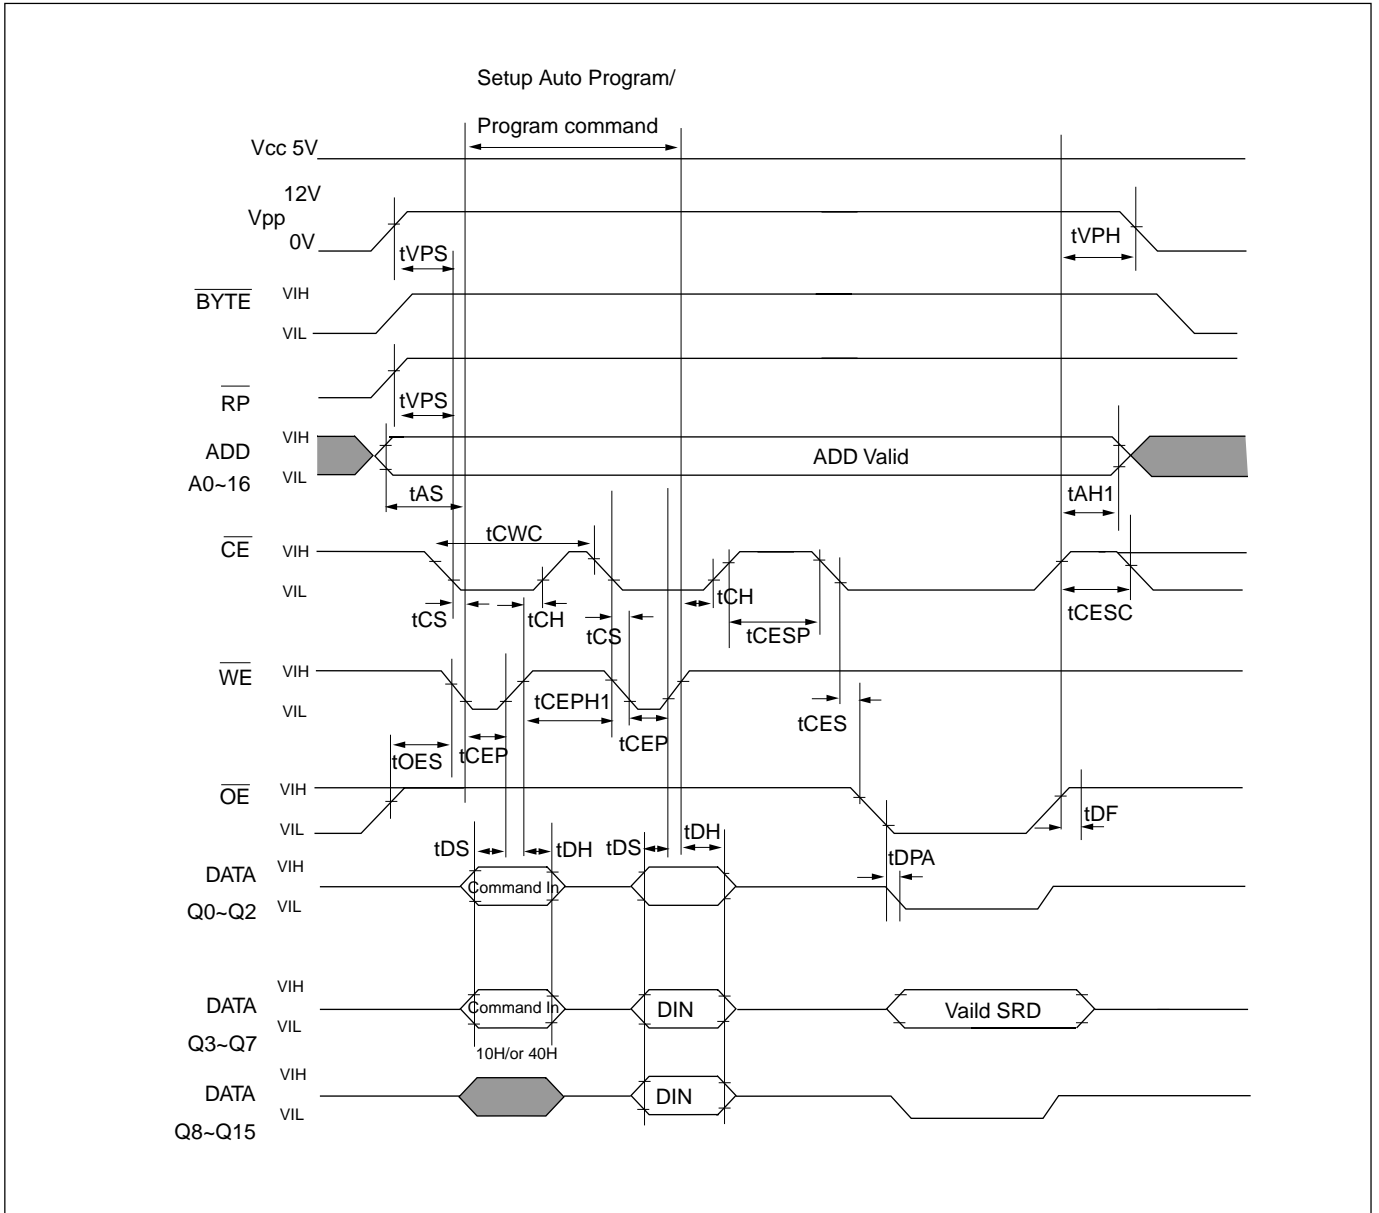 Setup Auto Program/
Program command
Vcc 5V
12V
Vpp
0V
tVPS
tVPH
BYTE
VIH
VIL
RP
tVPS
ADD
A0~16
VIH
VIL
ADD Valid
tAS
tAH1
CE
VIH
VIL
tCWC
tCS
tCH
tCS
tCH
tCESP
tCESC
WE
VIH
VIL
tCEPH1
tCEP
tCEP
tCES
tOES
OE
VIH
VIL
tDF
tDS
tDH
tDS
tDH
tDPA
DATA
Q0~Q2
VIH
VIL
Command In
DATA
Q3~Q7
VIH
VIL
Command In
DIN
Vaild SRD
10H/or 40H
DATA
Q8~Q15
VIH
VIL
DIN